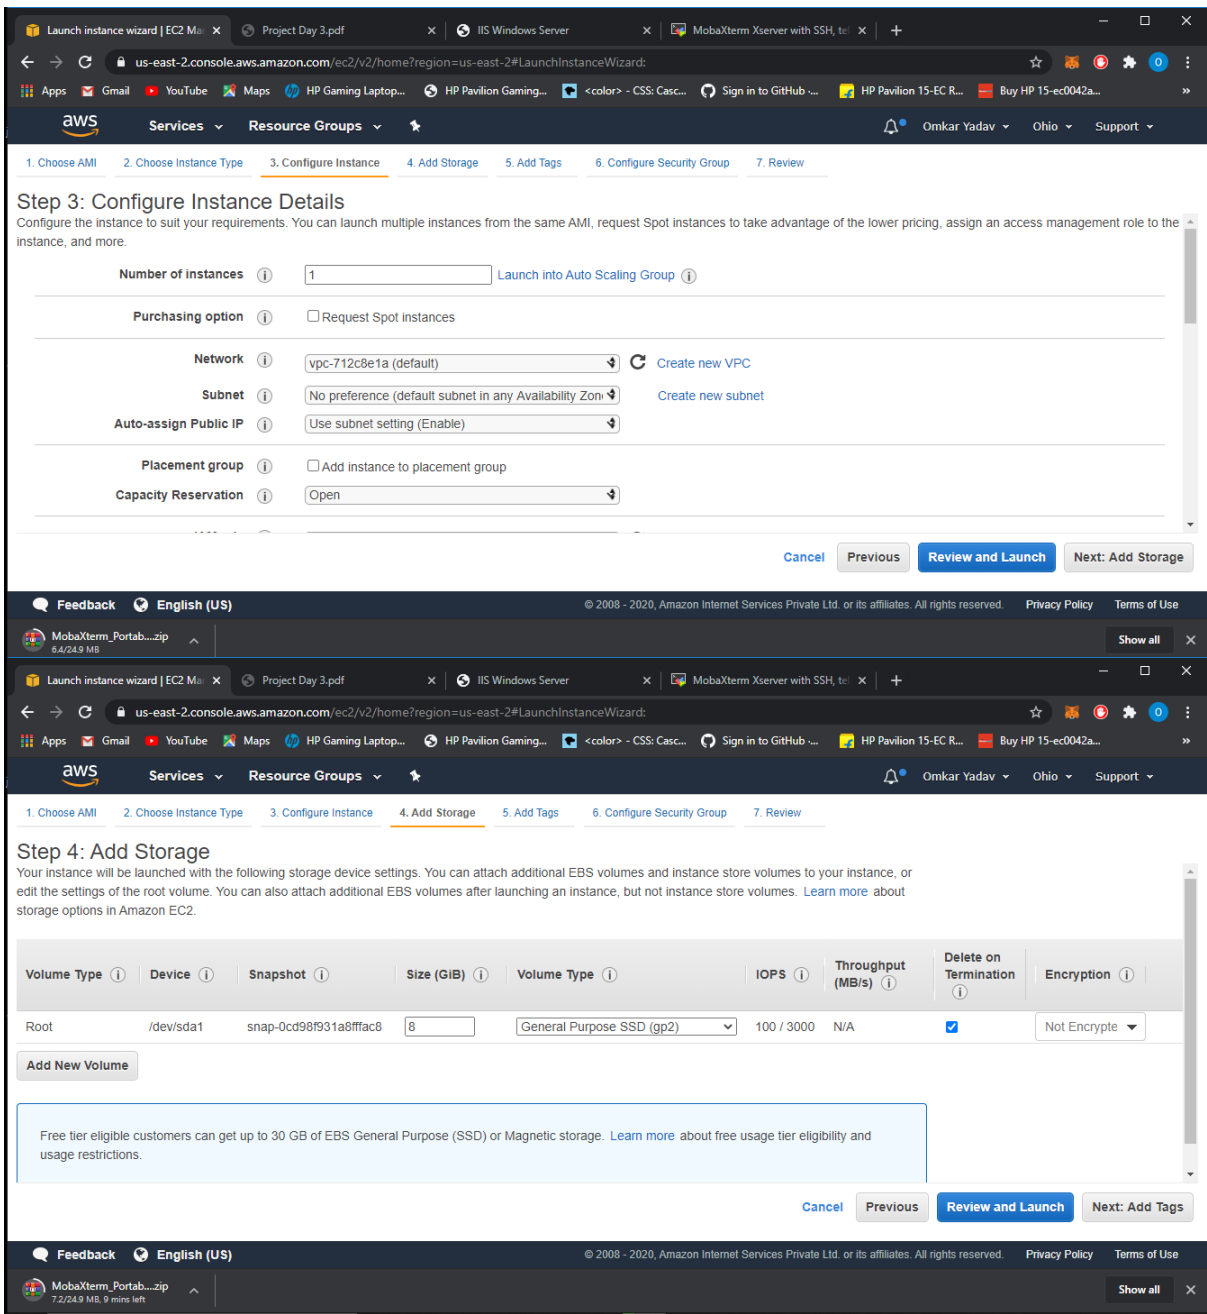 Launch instance wizard | EC2 Ma
Project Day 3.pdf
IIS Windows Server
MobaXterm Xserver with SSH, tel
us-east-2.console.aws.amazon.com/ec2/v2/home?region=us-east-2#LaunchInstanceWizard:
Apps Gmail YouTube Maps HP Gaming Laptop... HP Pavilion Gaming... <color> - CSS: Casc... Sign in to GitHub ·... HP Pavilion 15-EC R... Buy HP 15-ec0042a... »
aws Services Resource Groups Omkar Yadav Ohio Support
1. Choose AMI 2. Choose Instance Type 3. Configure Instance 4. Add Storage 5. Add Tags 6. Configure Security Group 7. Review
Step 3: Configure Instance Details
Configure the instance to suit your requirements. You can launch multiple instances from the same AMI, request Spot instances to take advantage of the lower pricing, assign an access management role to the
instance, and more.
Number of instances 1 Launch into Auto Scaling Group
Purchasing option Request Spot instances
Network vpc-712c8e1a (default) Create new VPC
Subnet No preference (default subnet in any Availability Zon Create new subnet
Auto-assign Public IP Use subnet setting (Enable)
Placement group Add instance to placement group
Capacity Reservation Open
Cancel Previous Review and Launch Next: Add Storage
Feedback English (US) © 2008 - 2020, Amazon Internet Services Private Ltd. or its affiliates. All rights reserved. Privacy Policy Terms of Use
MobaXterm_Portab....zip Show all
6.4/24.9 MB
Launch instance wizard | EC2 Ma
Project Day 3.pdf
IIS Windows Server
MobaXterm Xserver with SSH, tel
us-east-2.console.aws.amazon.com/ec2/v2/home?region=us-east-2#LaunchInstanceWizard:
Apps Gmail YouTube Maps HP Gaming Laptop... HP Pavilion Gaming... <color> - CSS: Casc... Sign in to GitHub ·... HP Pavilion 15-EC R... Buy HP 15-ec0042a... »
aws Services Resource Groups Omkar Yadav Ohio Support
1. Choose AMI 2. Choose Instance Type 3. Configure Instance 4. Add Storage 5. Add Tags 6. Configure Security Group 7. Review
Step 4: Add Storage
Your instance will be launched with the following storage device settings. You can attach additional EBS volumes and instance store volumes to your instance, or
edit the settings of the root volume. You can also attach additional EBS volumes after launching an instance, but not instance store volumes. Learn more about
storage options in Amazon EC2.
Volume Type Device Snapshot Size (GiB) Volume Type IOPS Throughput (MB/s) Delete on Termination Encryption
Root /dev/sda1 snap-0cd98f931a8fffac8 8 General Purpose SSD (gp2) 100 / 3000 N/A Not Encrypte
Add New Volume
Free tier eligible customers can get up to 30 GB of EBS General Purpose (SSD) or Magnetic storage. Learn more about free usage tier eligibility and
usage restrictions.
Cancel Previous Review and Launch Next: Add Tags
Feedback English (US) © 2008 - 2020, Amazon Internet Services Private Ltd. or its affiliates. All rights reserved. Privacy Policy Terms of Use
MobaXterm_Portab....zip Show all
7.2/24.9 MB, 9 mins left